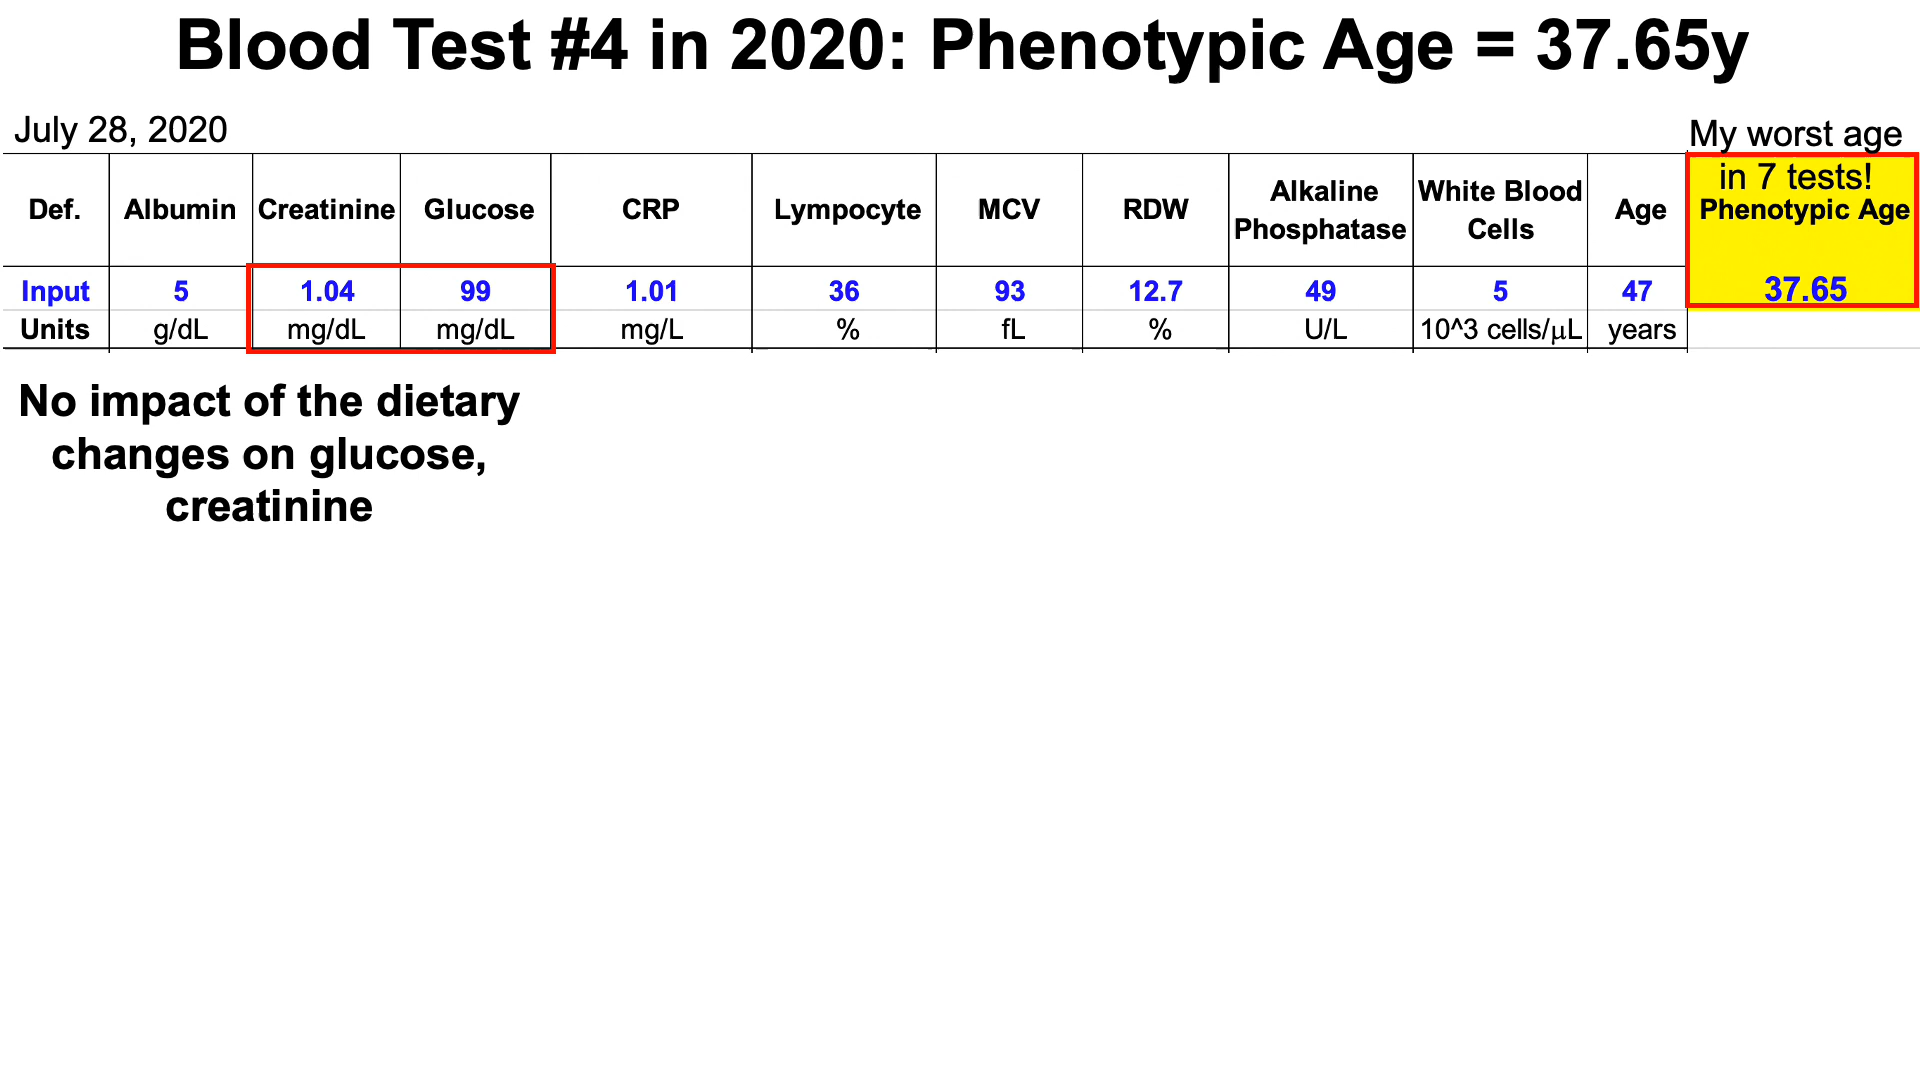 Blood Test #4 in 2020: Phenotypic Age = 37.65y
July 28, 2020
My worst age
in 7 tests!
Def. Albumin Creatinine Glucose CRP Lympocyte MCV RDW Alkaline Phosphatase White Blood Cells Age Phenotypic Age
Input 5 1.04 99 1.01 36 93 12.7 49 5 47 37.65
Units g/dL mg/dL mg/dL mg/L % fL % U/L 10^3 cells/μL years
No impact of the dietary
changes on glucose,
creatinine